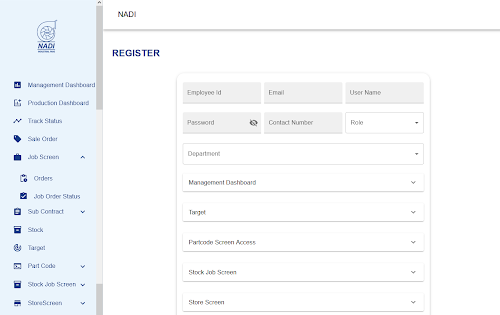 NADI
NADI
Management Dashboard
Production Dashboard
Track Status
Sale Order
Job Screen
Orders
Job Order Status
Sub Contract
Stock
Target
Part Code
Stock Job Screen
StoreScreen
REGISTER
Employee Id Email User Name
Password Contact Number Role
Department
Management Dashboard
Target
Partcode Screen Access
Stock Job Screen
Store Screen